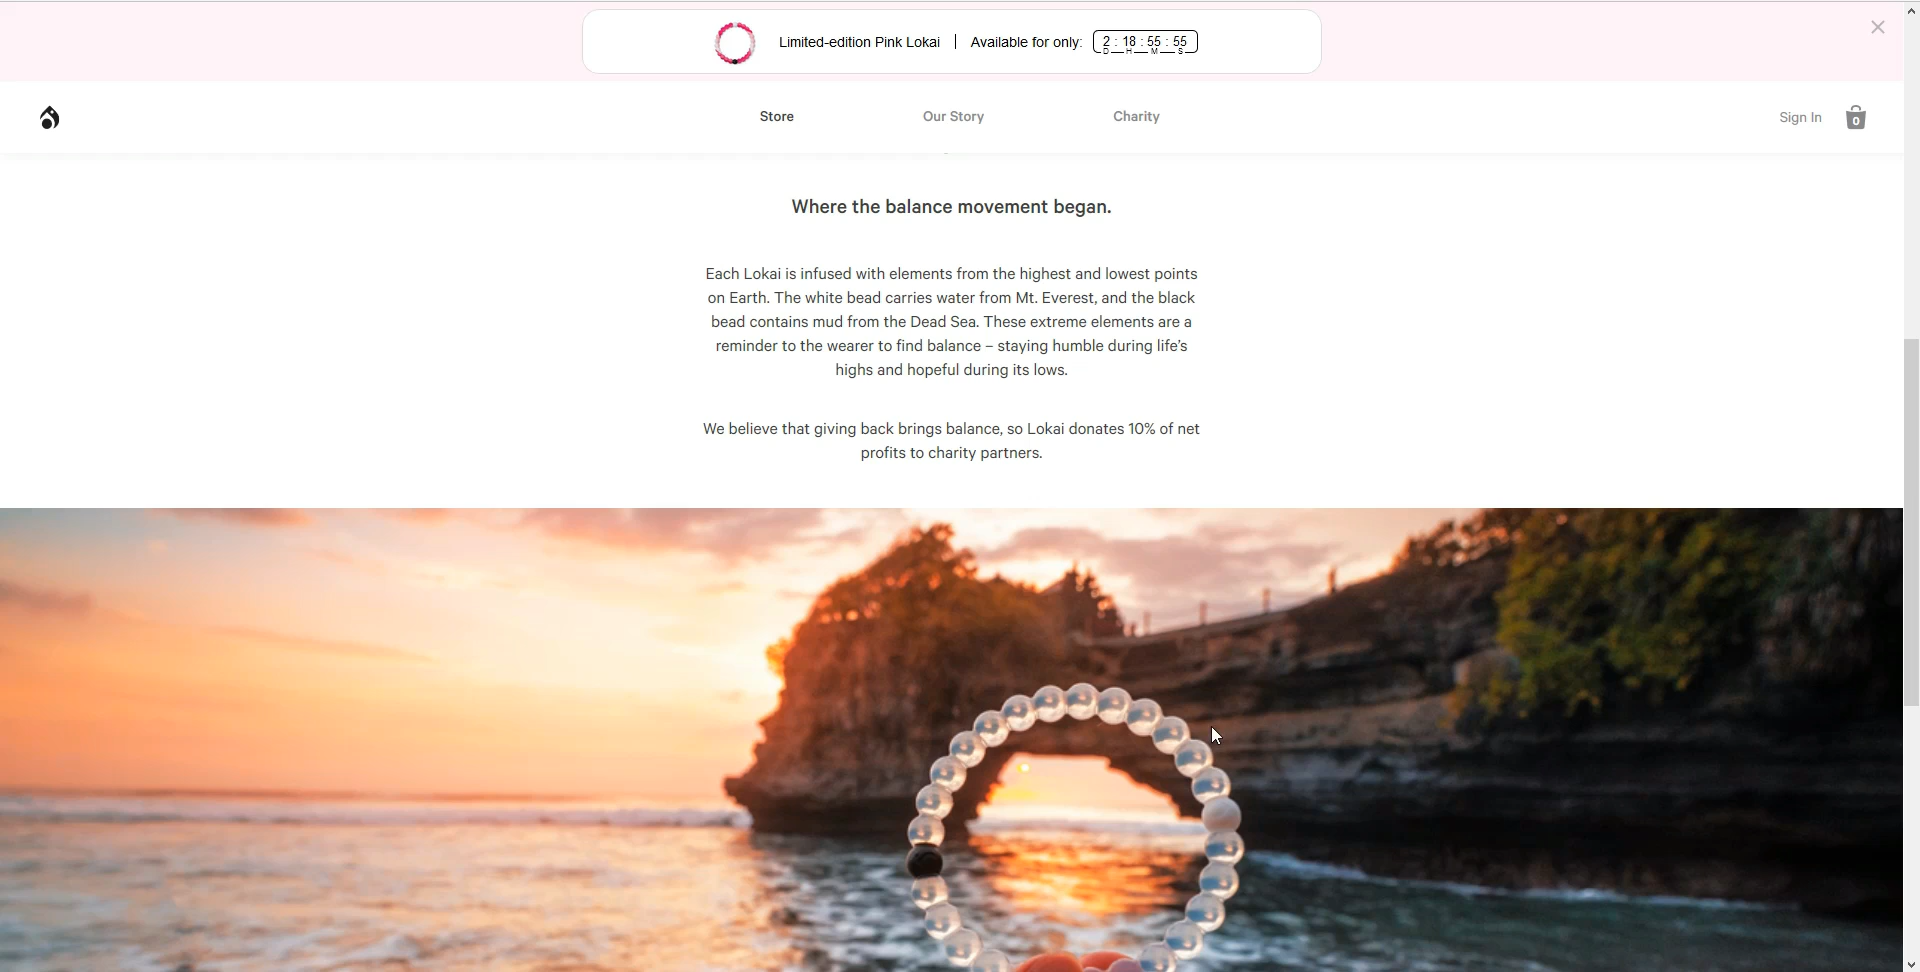 Limited-edition Pink Lokai | Available for only: 2 : 18 : 55 : 55
D H M S
Store Our Story Charity Sign In 0
Where the balance movement began.
Each Lokai is infused with elements from the highest and lowest points
on Earth. The white bead carries water from Mt. Everest, and the black
bead contains mud from the Dead Sea. These extreme elements are a
reminder to the wearer to find balance – staying humble during life’s
highs and hopeful during its lows.
We believe that giving back brings balance, so Lokai donates 10% of net
profits to charity partners.